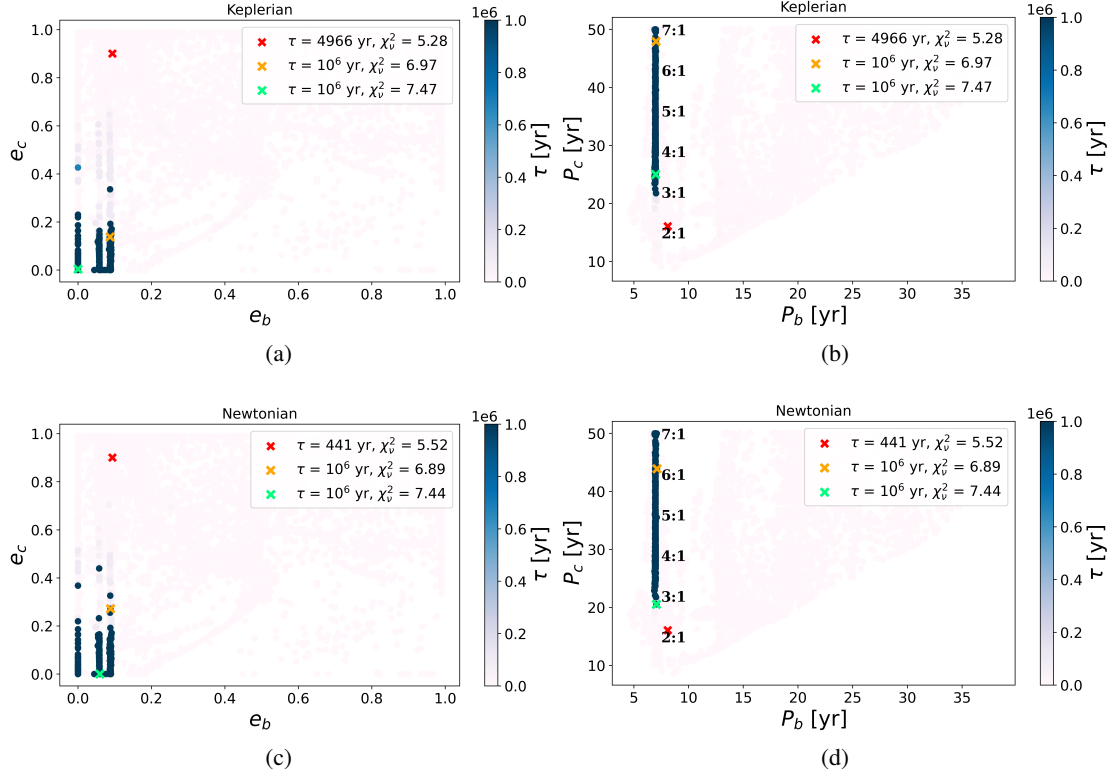 Keplerian
1e6
1.0
0.8
0.6
0.4
0.2
0.0
e_c
0.0 0.2 0.4 0.6 0.8 1.0
e_b
τ = 4966 yr, χ²_ν = 5.28
τ = 10⁶ yr, χ²_ν = 6.97
τ = 10⁶ yr, χ²_ν = 7.47
1.0
0.8
0.6
0.4
0.2
0.0
τ [yr]
(a)
Keplerian
1e6
50
40
30
20
10
P_c [yr]
5 10 15 20 25 30 35
P_b [yr]
7:1
6:1
5:1
4:1
3:1
2:1
τ = 4966 yr, χ²_ν = 5.28
τ = 10⁶ yr, χ²_ν = 6.97
τ = 10⁶ yr, χ²_ν = 7.47
1.0
0.8
0.6
0.4
0.2
0.0
τ [yr]
(b)
Newtonian
1e6
1.0
0.8
0.6
0.4
0.2
0.0
e_c
0.0 0.2 0.4 0.6 0.8 1.0
e_b
τ = 441 yr, χ²_ν = 5.52
τ = 10⁶ yr, χ²_ν = 6.89
τ = 10⁶ yr, χ²_ν = 7.44
1.0
0.8
0.6
0.4
0.2
0.0
τ [yr]
(c)
Newtonian
1e6
50
40
30
20
10
P_c [yr]
5 10 15 20 25 30 35
P_b [yr]
7:1
6:1
5:1
4:1
3:1
2:1
τ = 441 yr, χ²_ν = 5.52
τ = 10⁶ yr, χ²_ν = 6.89
τ = 10⁶ yr, χ²_ν = 7.44
1.0
0.8
0.6
0.4
0.2
0.0
τ [yr]
(d)